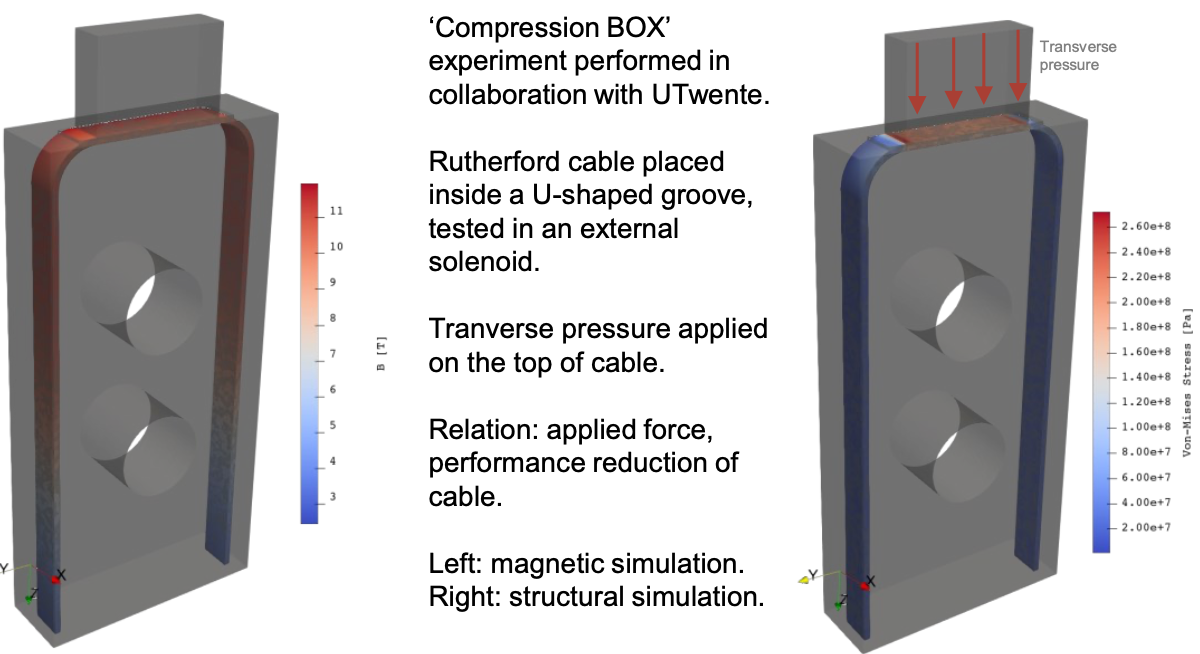 ‘Compression BOX’
experiment performed in
collaboration with UTwente.
Rutherford cable placed
inside a U-shaped groove,
tested in an external
solenoid.
Tranverse pressure applied
on the top of cable.
Relation: applied force,
performance reduction of
cable.
Left: magnetic simulation.
Right: structural simulation.
11
10
9
8
7
6
5
4
3
B [T]
Y
X
Z
Transverse
pressure
2.60e+8
2.40e+8
2.20e+8
2.00e+8
1.80e+8
1.60e+8
1.40e+8
1.20e+8
1.00e+8
8.00e+7
6.00e+7
4.00e+7
2.00e+7
Von-Mises Stress [Pa]
Y
X
Z